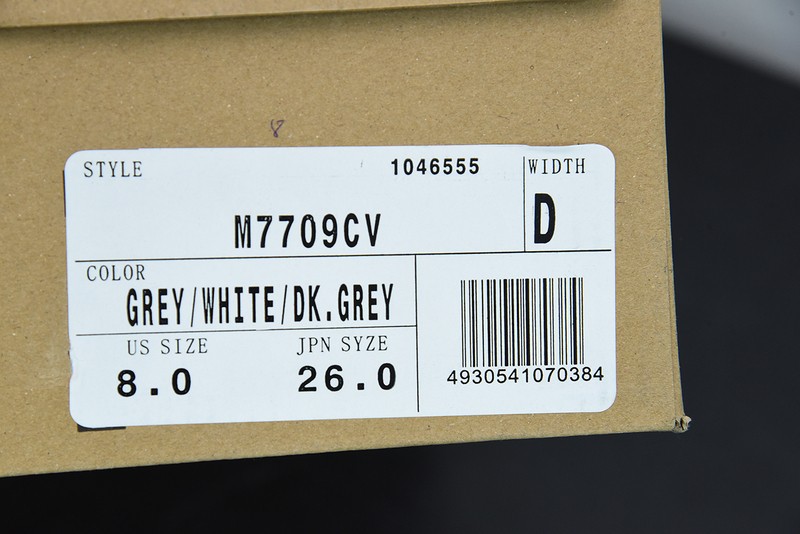 8
STYLE 1046555 WIDTH
M7709CV D
COLOR
GREY/WHITE/DK.GREY
US SIZE JPN SYZE
8.0 26.0
4930541070384